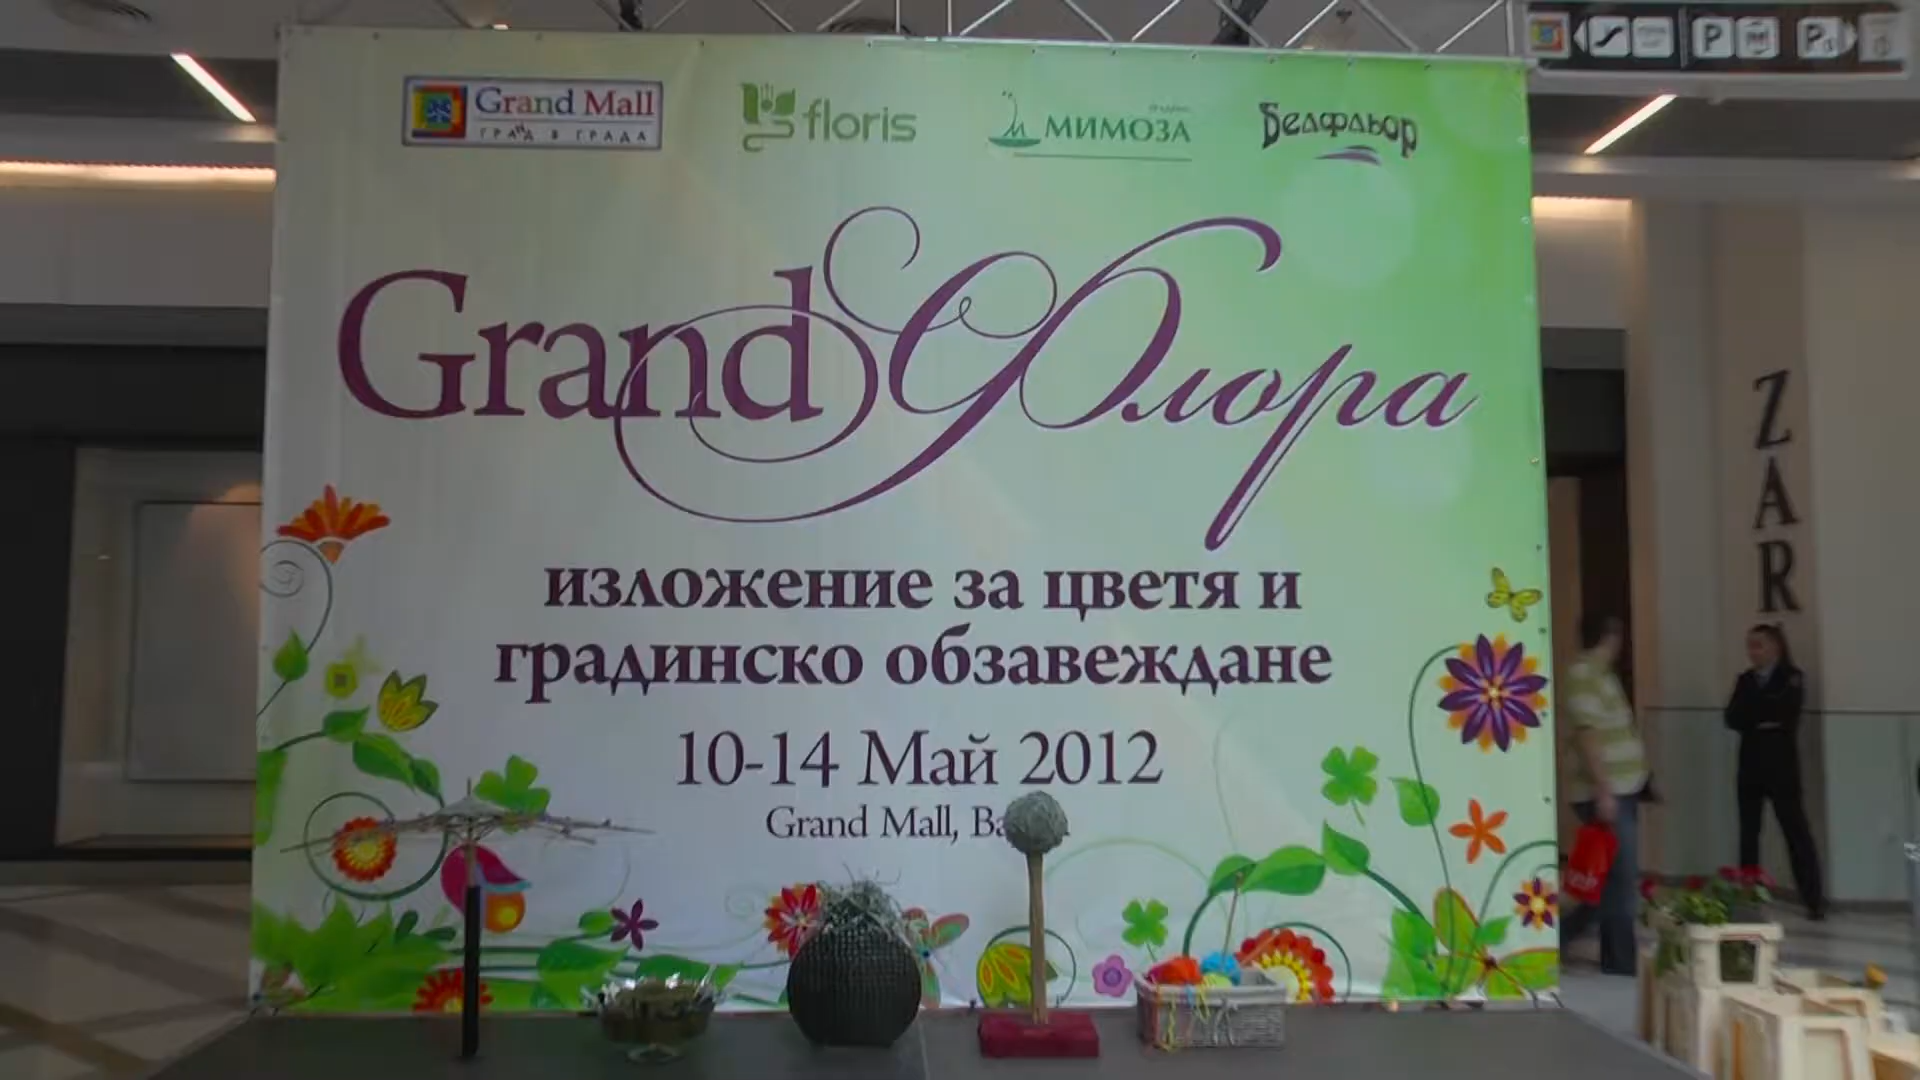 Grand Mall
ГРАД В ГРАДА
floris
МИМОЗА
Белфльор
Grand Флора
изложение за цветя и
градинско обзавеждане
10-14 Май 2012
Grand Mall,
ZAR
P
P